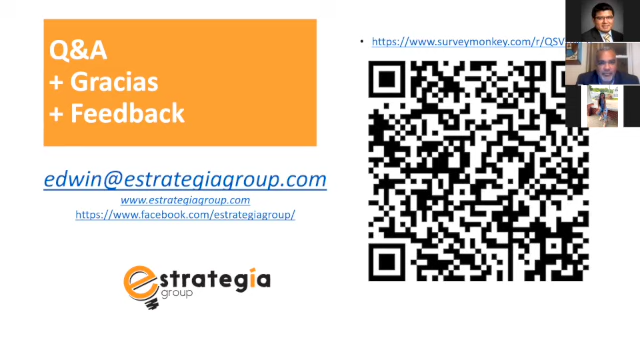 Q&A
+ Gracias
+ Feedback
edwin@estrategiagroup.com
www.estrategiagroup.com
https://www.facebook.com/estrategiagroup/
estrategia
group
• https://www.surveymonkey.com/r/QSV